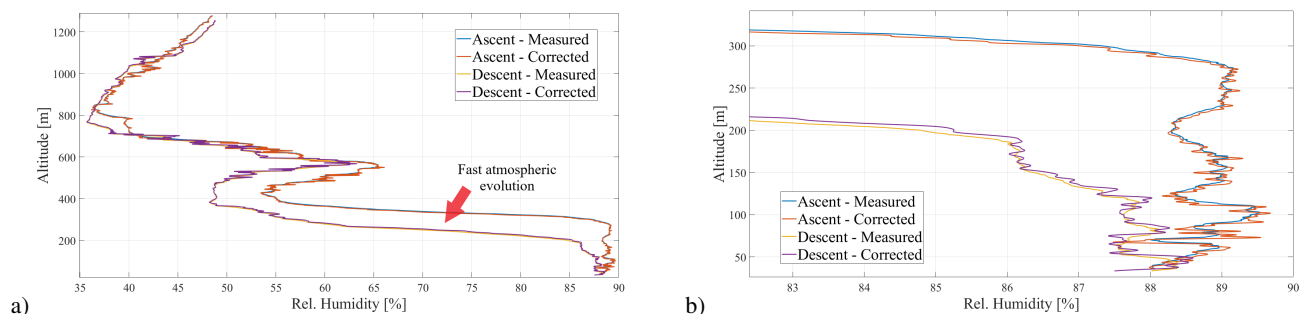 1200
1000
800
600
400
200
Altitude [m]
35 40 45 50 55 60 65 70 75 80 85 90
Rel. Humidity [%]
Ascent - Measured
Ascent - Corrected
Descent - Measured
Descent - Corrected
Fast atmospheric
evolution
a)
300
250
200
150
100
50
Altitude [m]
83 84 85 86 87 88 89 90
Rel. Humidity [%]
Ascent - Measured
Ascent - Corrected
Descent - Measured
Descent - Corrected
b)